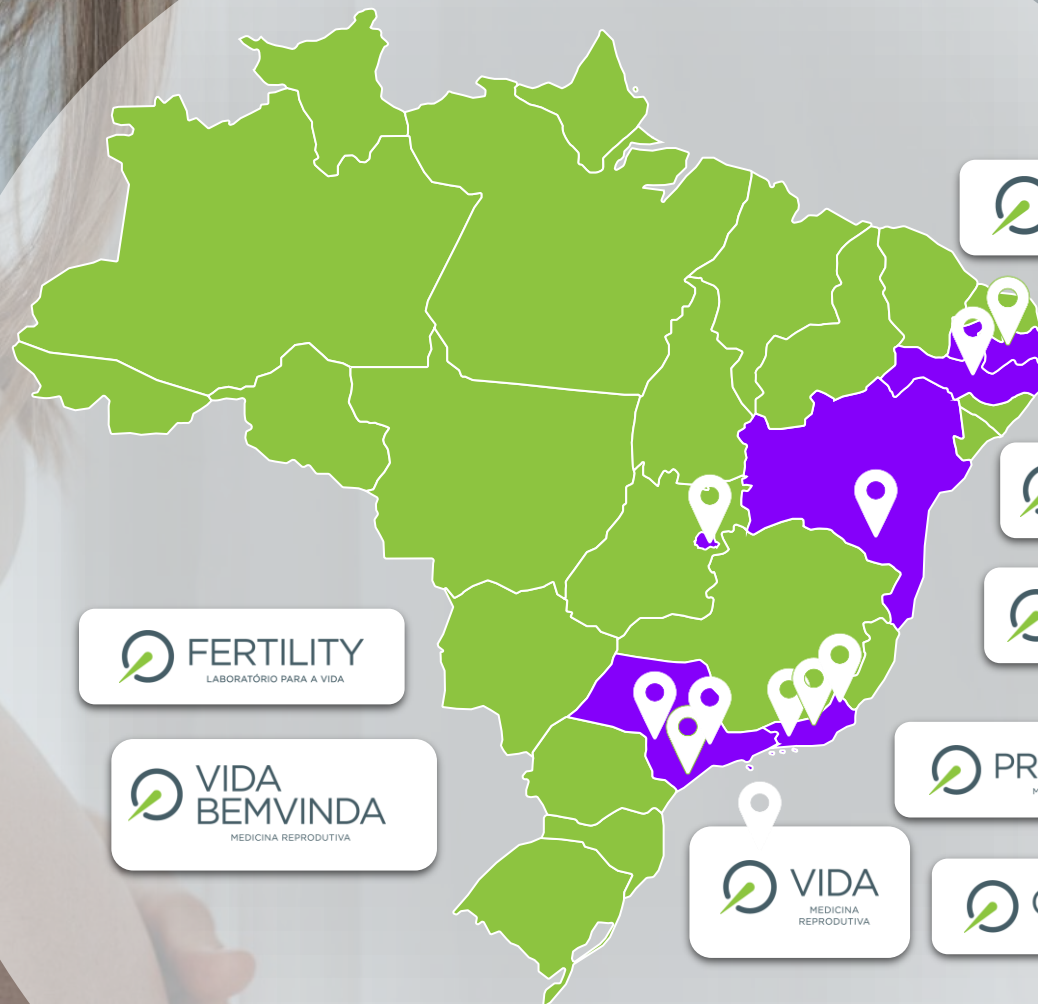 FERTILITY
LABORATÓRIO PARA A VIDA
VIDA
BEMVINDA
MEDICINA REPRODUTIVA
PR
VIDA
MEDICINA
REPRODUTIVA